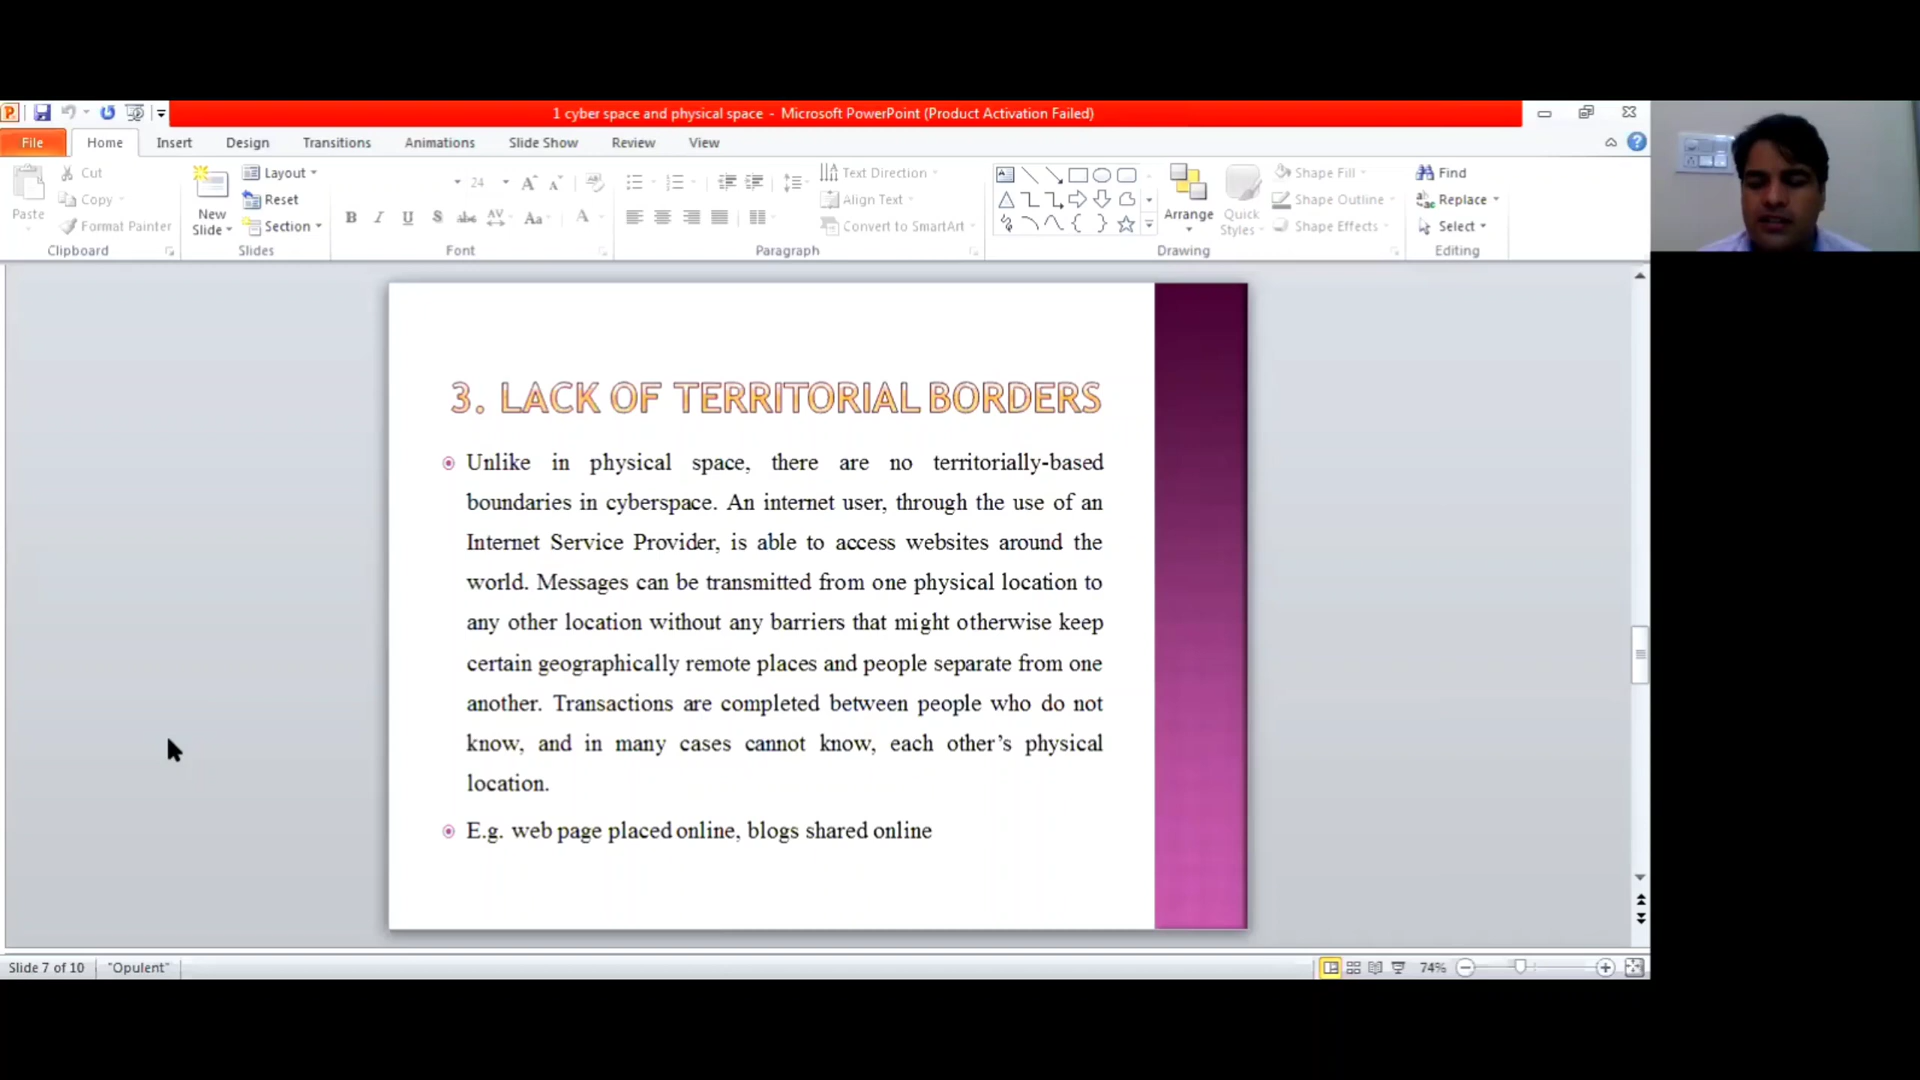 1 cyber space and physical space - Microsoft PowerPoint (Product Activation Failed)
File Home Insert Design Transitions Animations Slide Show Review View
Paste
Cut
Copy
Format Painter
Clipboard
New Slide
Layout
Reset
Section
Slides
24
Font
Text Direction
Align Text
Convert to SmartArt
Paragraph
Arrange
Quick Styles
Shape Fill
Shape Outline
Shape Effects
Drawing
Find
Replace
Select
Editing
3. LACK OF TERRITORIAL BORDERS
Unlike in physical space, there are no territorially-based
boundaries in cyberspace. An internet user, through the use of an
Internet Service Provider, is able to access websites around the
world. Messages can be transmitted from one physical location to
any other location without any barriers that might otherwise keep
certain geographically remote places and people separate from one
another. Transactions are completed between people who do not
know, and in many cases cannot know, each other’s physical
location.
E.g. web page placed online, blogs shared online
Slide 7 of 10 "Opulent" 74%